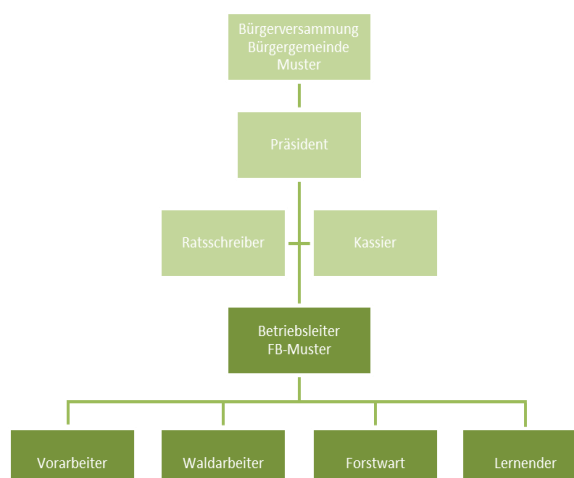 Bürgerversammung
Bürgergemeinde
Muster
Präsident
Ratsschreiber
Kassier
Betriebsleiter
FB-Muster
Vorarbeiter
Waldarbeiter
Forstwart
Lernender